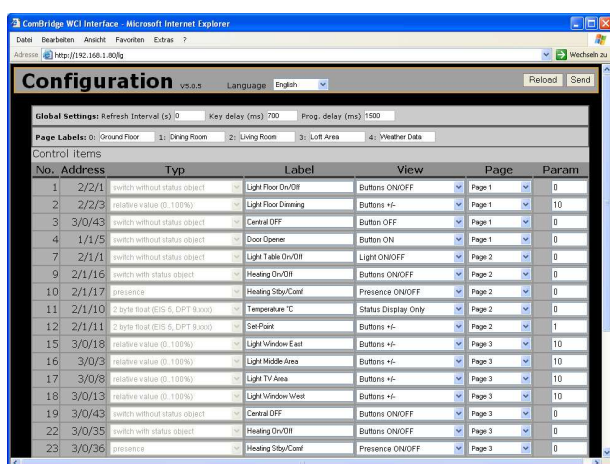 ComBridge WCI Interface - Microsoft Internet Explorer
Datei Bearbeiten Ansicht Favoriten Extras ?
Adresse http://192.168.1.80/lg Wechseln zu
Configuration v5.0.5 Language English Reload Send
Global Settings: Refresh Interval (s) 0 Key delay (ms) 700 Prog. delay (ms) 1500
Page Labels: 0: Ground Floor 1: Dining Room 2: Living Room 3: Loft Area 4: Weather Data
Control items
No. Address Typ Label View Page Param
1 2/2/1 switch without status object Light Floor On/Off Buttons ON/OFF Page 1 0
2 2/2/3 relative value (0..100%) Light Floor Dimming Buttons +/- Page 1 10
3 3/0/43 switch without status object Central OFF Button OFF Page 1 0
4 1/1/5 switch without status object Door Opener Button ON Page 1 0
7 2/1/1 switch without status object Light Table On/Off Light ON/OFF Page 2 0
9 2/1/16 switch with status object Heating On/Off Buttons ON/OFF Page 2 0
10 2/1/17 presence Heating Stby/Comf Presence ON/OFF Page 2 0
11 2/1/10 2 byte float (EIS 5, DPT 9.xxx) Temperature °C Status Display Only Page 2 0
12 2/1/11 2 byte float (EIS 5, DPT 9.xxx) Set-Point Buttons +/- Page 2 1
15 3/0/18 relative value (0..100%) Light Window East Buttons +/- Page 3 10
16 3/0/3 relative value (0..100%) Light Middle Area Buttons +/- Page 3 10
17 3/0/8 relative value (0..100%) Light TV Area Buttons +/- Page 3 10
18 3/0/13 relative value (0..100%) Light Window West Buttons +/- Page 3 10
19 3/0/43 switch without status object Central OFF Buttons ON/OFF Page 3 0
22 3/0/35 switch with status object Heating On/Off Buttons ON/OFF Page 3 0
23 3/0/36 presence Heating Stby/Comf Presence ON/OFF Page 3 0